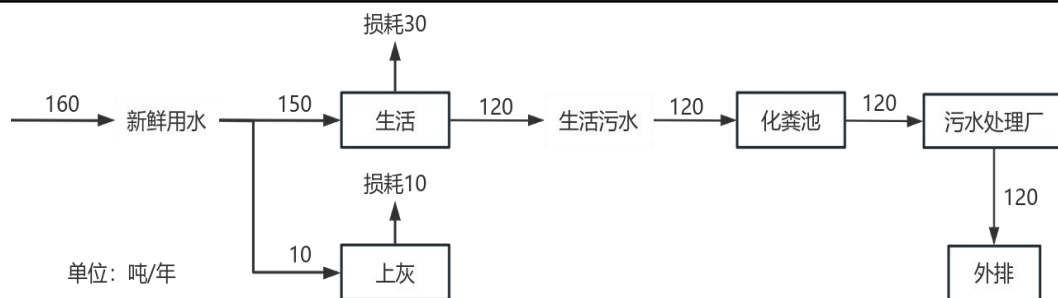 损耗30
160
新鲜用水
150
生活
120
生活污水
120
化粪池
120
污水处理厂
损耗10
120
10
单位：吨/年
上灰
外排